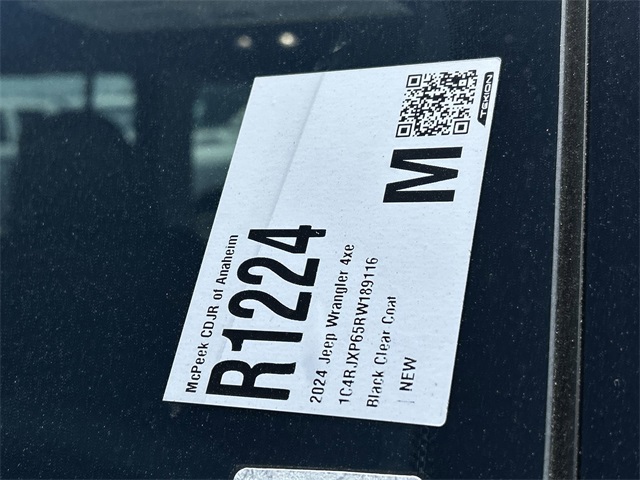 McPeek CDJR of Anaheim
R1224
2024 Jeep Wrangler 4xe
1C4RJXP65RW189116
Black Clear Coat
NEW
M
TEKION